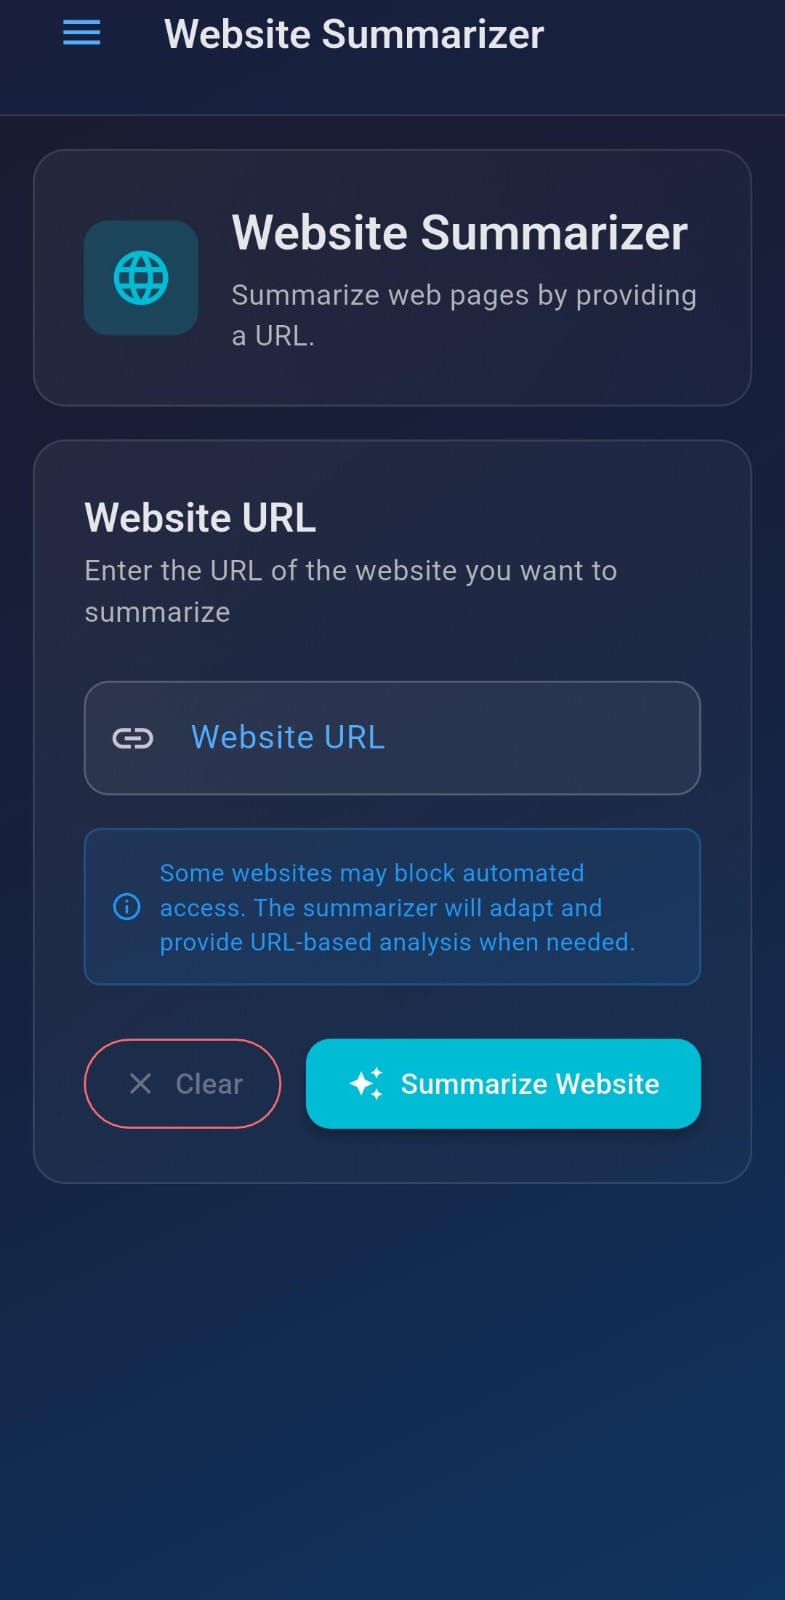 Website Summarizer
Website Summarizer
Summarize web pages by providing
a URL.
Website URL
Enter the URL of the website you want to
summarize
Website URL
Some websites may block automated
access. The summarizer will adapt and
provide URL-based analysis when needed.
Clear
Summarize Website